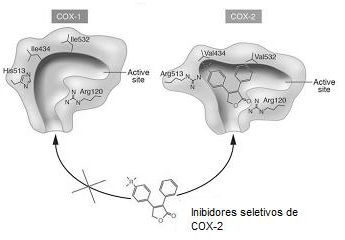 COX-1
COX-2
Ile434
Ile532
His513
Active
site
Arg120
Val434
Val532
Arg513
Active
site
Arg120
Inibidores seletivos de
COX-2